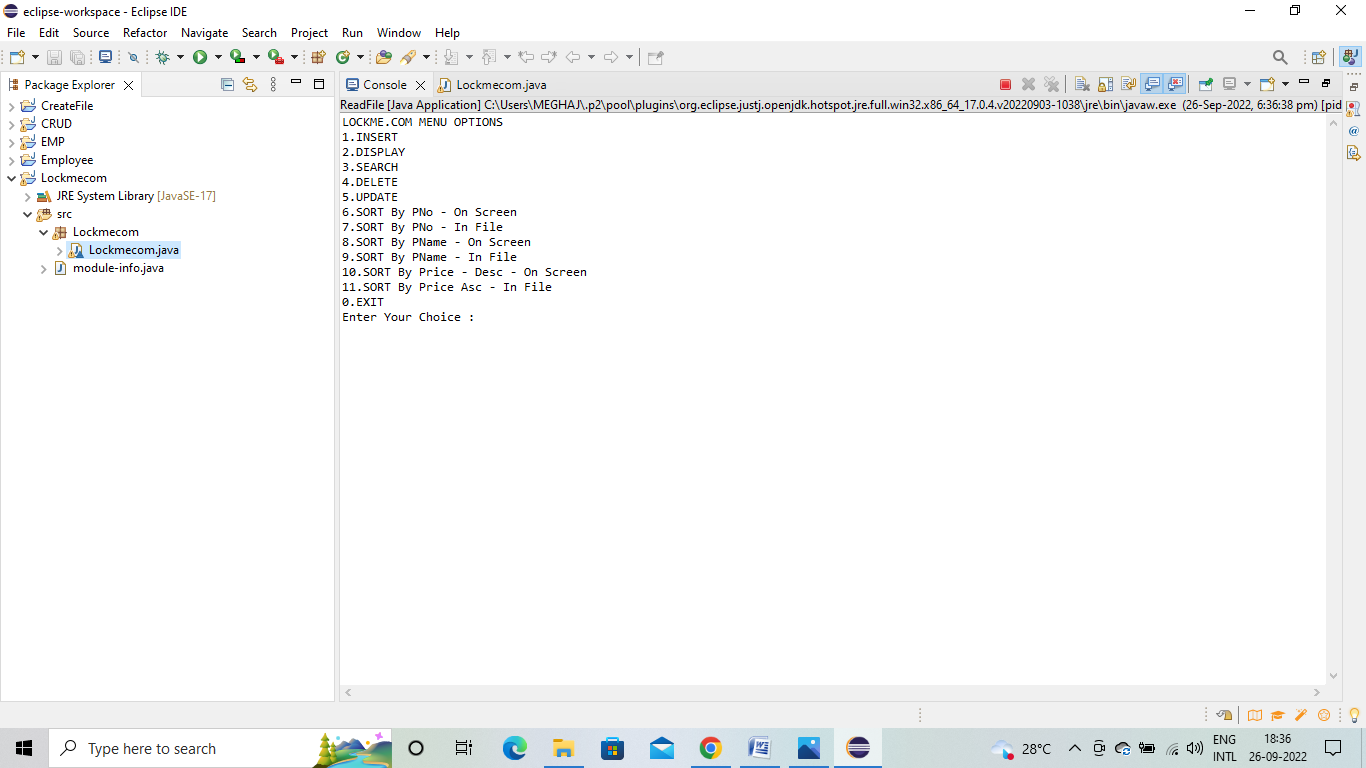 eclipse-workspace - Eclipse IDE
File Edit Source Refactor Navigate Search Project Run Window Help
Package Explorer
CreateFile
CRUD
EMP
Employee
Lockmecom
JRE System Library [JavaSE-17]
src
Lockmecom
Lockmecom.java
module-info.java
Console Lockmecom.java
ReadFile [Java Application] C:\Users\MEGHAJ\.p2\pool\plugins\org.eclipse.justj.openjdk.hotspot.jre.full.win32.x86_64_17.0.4.v20220903-1038\jre\bin\javaw.exe (26-Sep-2022, 6:36:38 pm) [pid
LOCKME.COM MENU OPTIONS
1.INSERT
2.DISPLAY
3.SEARCH
4.DELETE
5.UPDATE
6.SORT By PNo - On Screen
7.SORT By PNo - In File
8.SORT By PName - On Screen
9.SORT By PName - In File
10.SORT By Price - Desc - On Screen
11.SORT By Price Asc - In File
0.EXIT
Enter Your Choice :
Type here to search
28°C
ENG
INTL
18:36
26-09-2022